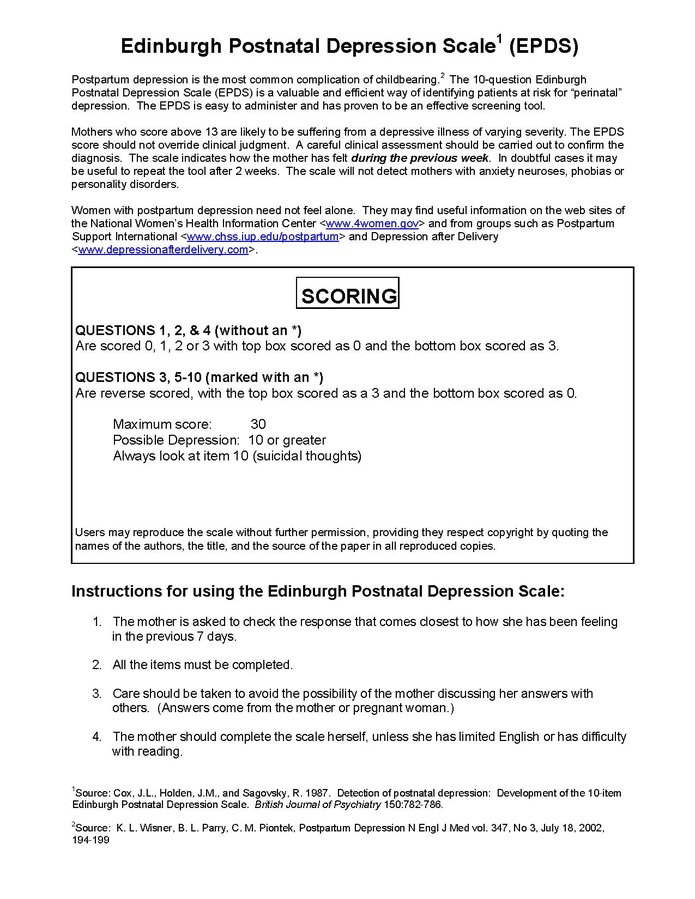 Edinburgh Postnatal Depression Scale1 (EPDS)
Postpartum depression is the most common complication of childbearing.2 The 10-question Edinburgh
Postnatal Depression Scale (EPDS) is a valuable and efficient way of identifying patients at risk for “perinatal”
depression. The EPDS is easy to administer and has proven to be an effective screening tool.
Mothers who score above 13 are likely to be suffering from a depressive illness of varying severity. The EPDS
score should not override clinical judgment. A careful clinical assessment should be carried out to confirm the
diagnosis. The scale indicates how the mother has felt during the previous week. In doubtful cases it may
be useful to repeat the tool after 2 weeks. The scale will not detect mothers with anxiety neuroses, phobias or
personality disorders.
Women with postpartum depression need not feel alone. They may find useful information on the web sites of
the National Women’s Health Information Center <www.4women.gov> and from groups such as Postpartum
Support International <www.chss.iup.edu/postpartum> and Depression after Delivery
<www.depressionafterdelivery.com>.
SCORING
QUESTIONS 1, 2, & 4 (without an *)
Are scored 0, 1, 2 or 3 with top box scored as 0 and the bottom box scored as 3.
QUESTIONS 3, 5-10 (marked with an *)
Are reverse scored, with the top box scored as a 3 and the bottom box scored as 0.
Maximum score: 30
Possible Depression: 10 or greater
Always look at item 10 (suicidal thoughts)
Users may reproduce the scale without further permission, providing they respect copyright by quoting the
names of the authors, the title, and the source of the paper in all reproduced copies.
Instructions for using the Edinburgh Postnatal Depression Scale:
1. The mother is asked to check the response that comes closest to how she has been feeling
in the previous 7 days.
2. All the items must be completed.
3. Care should be taken to avoid the possibility of the mother discussing her answers with
others. (Answers come from the mother or pregnant woman.)
4. The mother should complete the scale herself, unless she has limited English or has difficulty
with reading.
1Source: Cox, J.L., Holden, J.M., and Sagovsky, R. 1987. Detection of postnatal depression: Development of the 10-item
Edinburgh Postnatal Depression Scale. British Journal of Psychiatry 150:782-786.
2Source: K. L. Wisner, B. L. Parry, C. M. Piontek, Postpartum Depression N Engl J Med vol. 347, No 3, July 18, 2002,
194-199